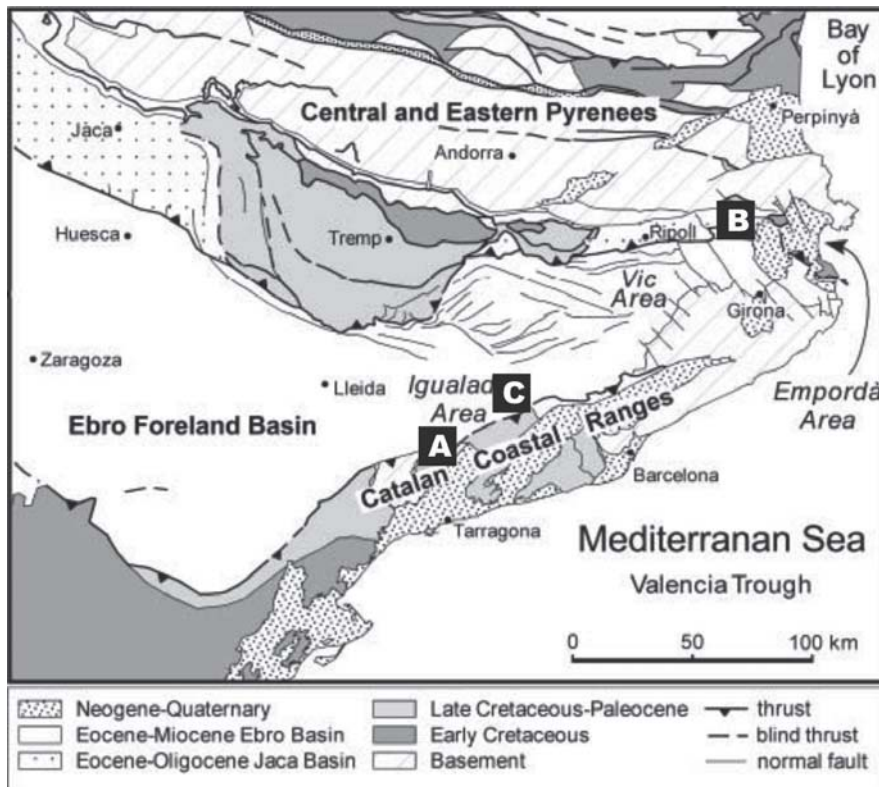 Bay
of
Lyon
Central and Eastern Pyrenees
Perpinyà
Jaca
Andorra
Huesca
Tremp
Ripoll
B
Vic
Area
Girona
Zaragoza
Lleida
Igualad
Area
C
Empordà
Area
Ebro Foreland Basin
A
Catalan Coastal Ranges
Barcelona
Tarragona
Mediterranan Sea
Valencia Trough
0 50 100 km
Neogene-Quaternary
Eocene-Miocene Ebro Basin
Eocene-Oligocene Jaca Basin
Late Cretaceous-Paleocene
Early Cretaceous
Basement
thrust
blind thrust
normal fault